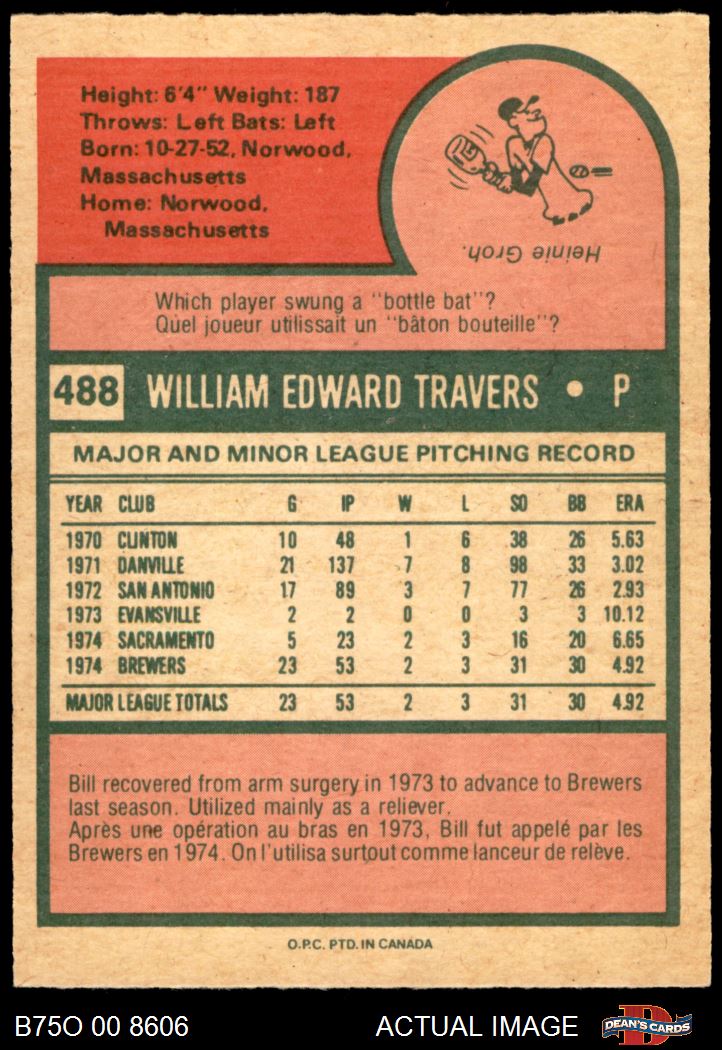 Height: 6'4" Weight: 187
Throws: Left Bats: Left
Born: 10-27-52, Norwood,
Massachusetts
Home: Norwood,
Massachusetts
Heinie Groh.
Which player swung a "bottle bat"?
Quel joueur utilissait un "bâton bouteille"?
488 WILLIAM EDWARD TRAVERS • P
MAJOR AND MINOR LEAGUE PITCHING RECORD
YEAR CLUB G IP W L SO BB ERA
1970 CLINTON 10 48 1 6 38 26 5.63
1971 DANVILLE 21 137 7 8 98 33 3.02
1972 SAN ANTONIO 17 89 3 7 77 26 2.93
1973 EVANSVILLE 2 2 0 0 3 3 10.12
1974 SACRAMENTO 5 23 2 3 16 20 6.65
1974 BREWERS 23 53 2 3 31 30 4.92
MAJOR LEAGUE TOTALS 23 53 2 3 31 30 4.92
Bill recovered from arm surgery in 1973 to advance to Brewers
last season. Utilized mainly as a reliever.
Après une opération au bras en 1973, Bill fut appelé par les
Brewers en 1974. On l'utilisa surtout comme lanceur de relève.
O.P.C. PTD. IN CANADA
B75O 00 8606 ACTUAL IMAGE DEAN'S CARDS